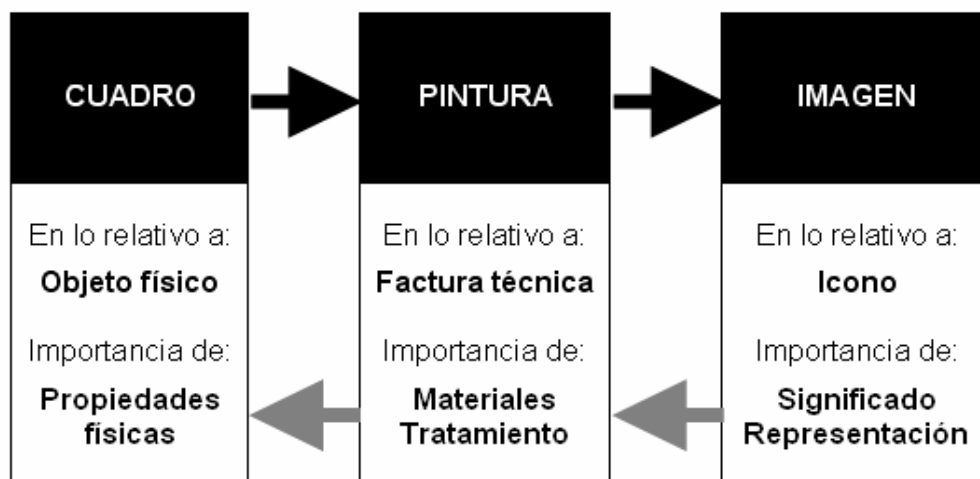 CUADRO
En lo relativo a:
Objeto físico
Importancia de:
Propiedades
físicas
PINTURA
En lo relativo a:
Factura técnica
Importancia de:
Materiales
Tratamiento
IMAGEN
En lo relativo a:
Icono
Importancia de:
Significado
Representación